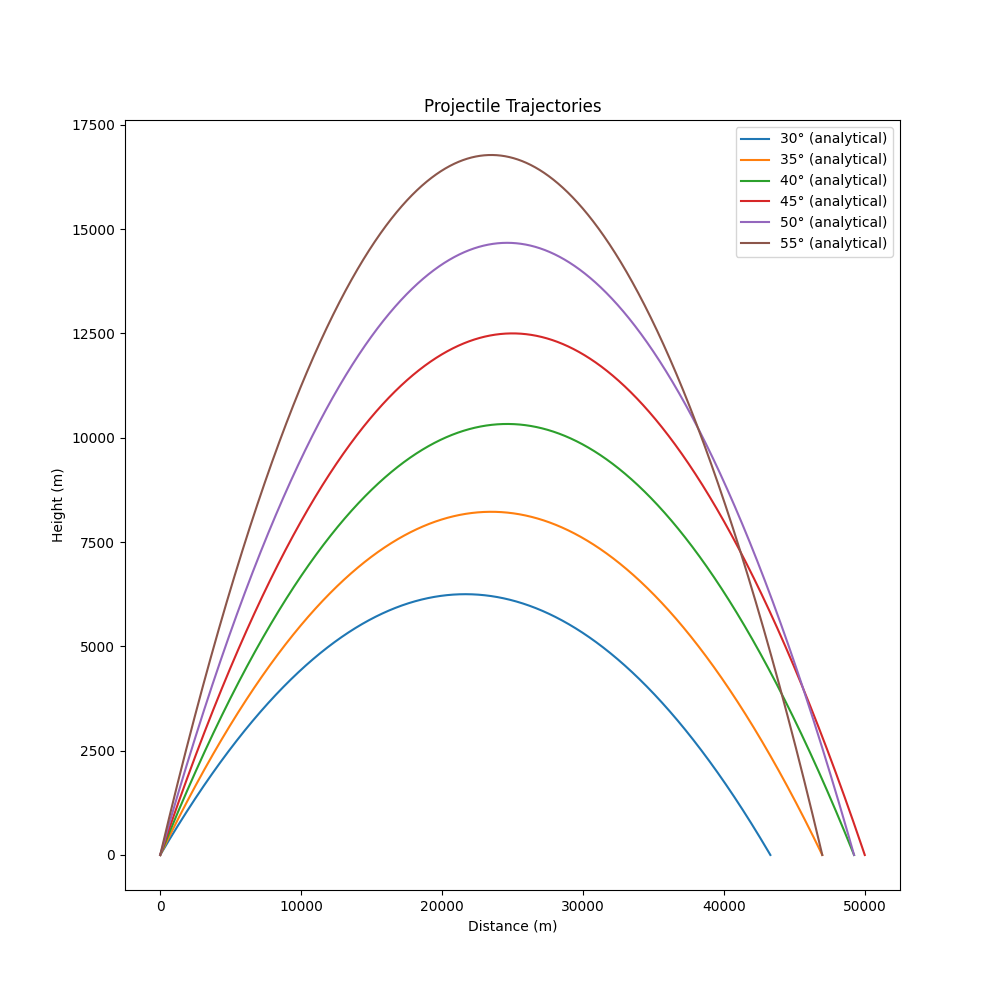 Projectile Trajectories
30° (analytical)
35° (analytical)
40° (analytical)
45° (analytical)
50° (analytical)
55° (analytical)
Height (m)
17500
15000
12500
10000
7500
5000
2500
0
0 10000 20000 30000 40000 50000
Distance (m)